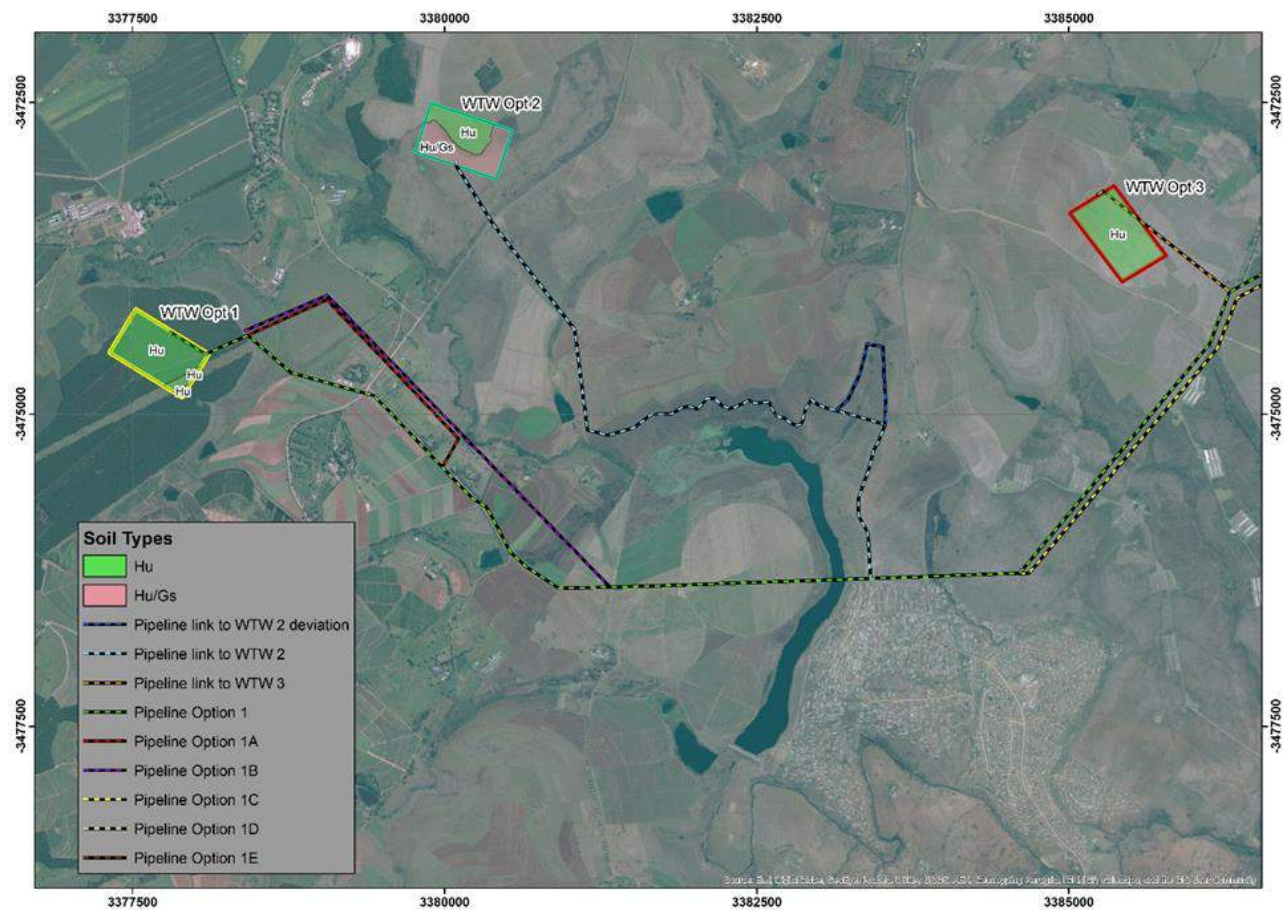 3377500 3380000 3382500 3385000
-3472500 -3472500
WTW Opt 2
Hu
Hu/Gs
WTW Opt 3
Hu
WTW Opt 1
Hu
Hu
Hu
-3475000 -3475000
-3477500 -3477500
Soil Types
Hu
Hu/Gs
Pipeline link to WTW 2 deviation
Pipeline link to WTW 2
Pipeline link to WTW 3
Pipeline Option 1
Pipeline Option 1A
Pipeline Option 1B
Pipeline Option 1C
Pipeline Option 1D
Pipeline Option 1E
3377500 3380000 3382500 3385000